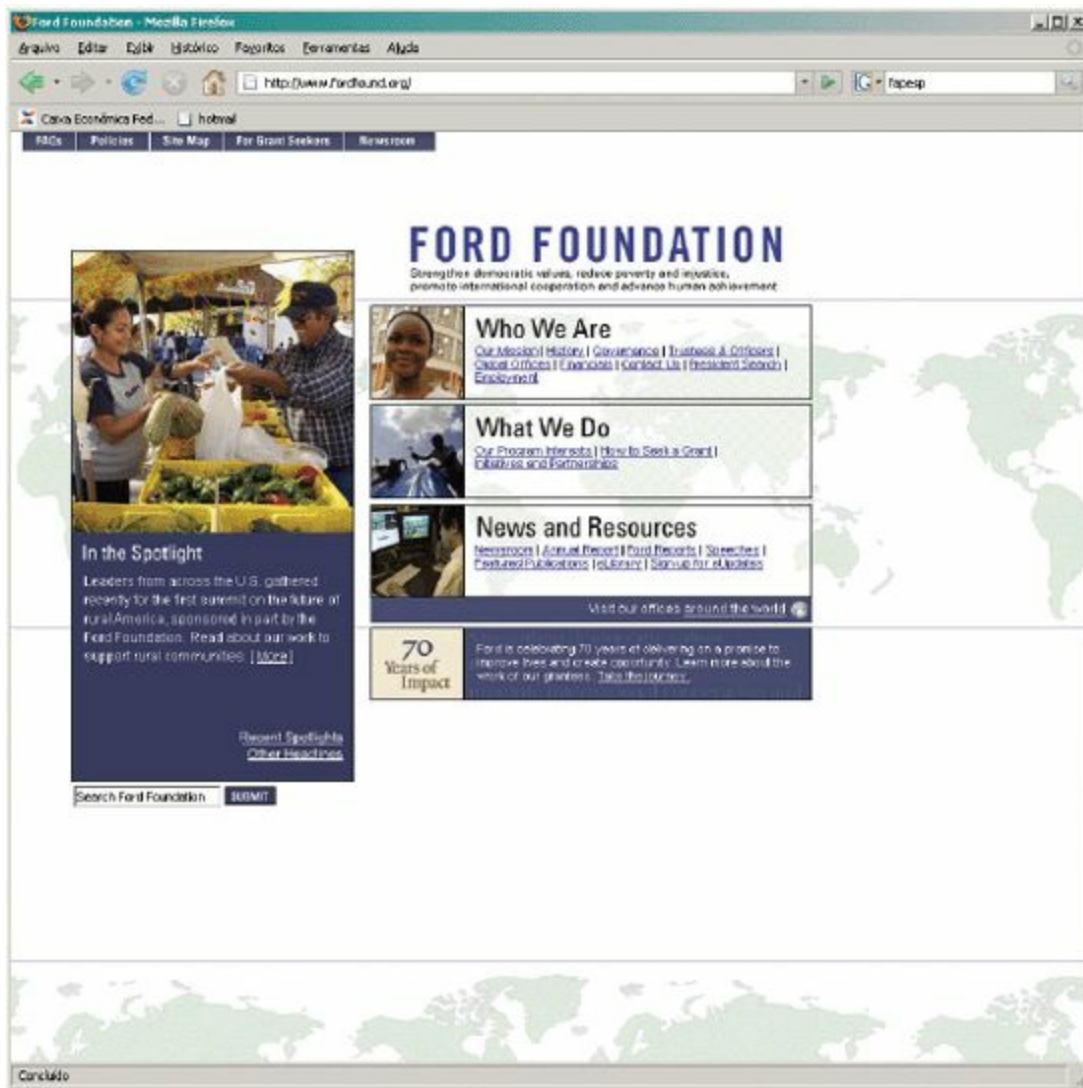 Ford Foundation - Mozilla Firefox
Arquivo Editar Exibir Histórico Favoritos Ferramentas Ajuda
http://www.fordfound.org/
fapesp
Caixa Econômica Fed... hotmail
FAQs Policies Site Map For Grant Seekers Newsroom
FORD FOUNDATION
Strengthen democratic values, reduce poverty and injustice,
promote international cooperation and advance human achievement
Who We Are
Our Mission | History | Governance | Trustees & Officers |
Global Offices | Financials | Contact Us | President Search |
Employment
What We Do
Our Program Interests | How to Seek a Grant |
Initiatives and Partnerships
News and Resources
Newsroom | Annual Report | Ford Reports | Speeches |
Featured Publications | eLibrary | Sign-up for eUpdates
Visit our offices around the world
70
Years of
Impact
Ford is celebrating 70 years of delivering on a promise to
improve lives and create opportunity. Learn more about the
work of our grantees. Take the journey.
In the Spotlight
Leaders from across the U.S. gathered
recently for the first summit on the future of
rural America, sponsored in part by the
Ford Foundation. Read about our work to
support rural communities. [More]
Recent Spotlights
Other Headlines
Search Ford Foundation SUBMIT
Concluído